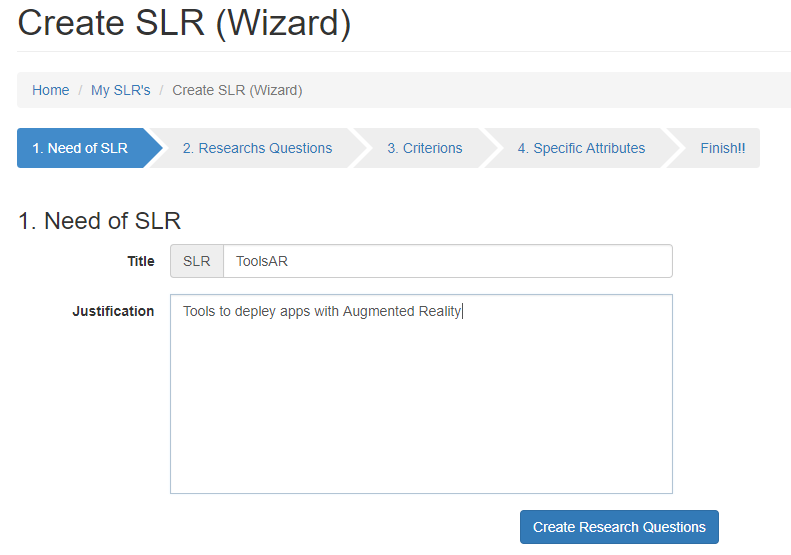 Create SLR (Wizard)
Home / My SLR's / Create SLR (Wizard)
1. Need of SLR 2. Researchs Questions 3. Criterions 4. Specific Attributes Finish!!
1. Need of SLR
Title SLR ToolsAR
Justification Tools to depley apps with Augmented Reality
Create Research Questions